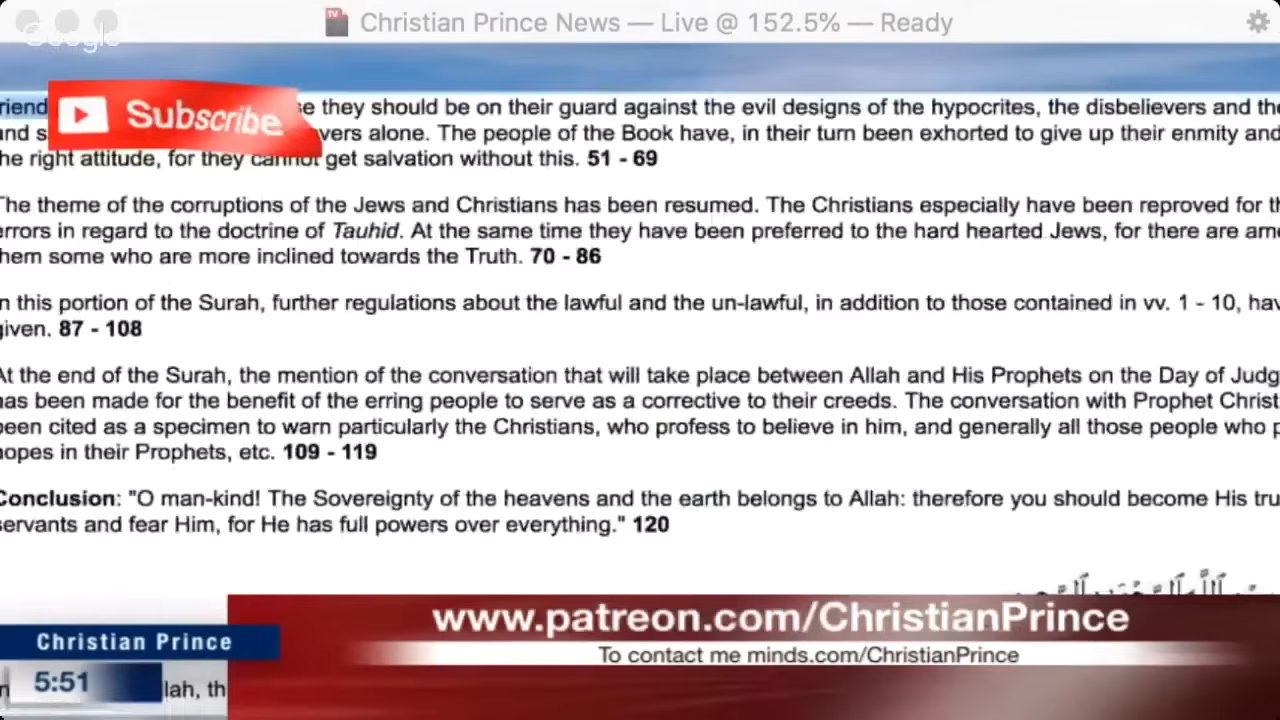 Christian Prince News — Live @ 152.5% — Ready
Google
Subscribe
e they should be on their guard against the evil designs of the hypocrites, the disbelievers and the
vers alone. The people of the Book have, in their turn been exhorted to give up their enmity and
he right attitude, for they cannot get salvation without this. 51 - 69
The theme of the corruptions of the Jews and Christians has been resumed. The Christians especially have been reproved for th
errors in regard to the doctrine of Tauhid. At the same time they have been preferred to the hard hearted Jews, for there are amo
hem some who are more inclined towards the Truth. 70 - 86
n this portion of the Surah, further regulations about the lawful and the un-lawful, in addition to those contained in vv. 1 - 10, hav
given. 87 - 108
At the end of the Surah, the mention of the conversation that will take place between Allah and His Prophets on the Day of Judg
has been made for the benefit of the erring people to serve as a corrective to their creeds. The conversation with Prophet Christ
been cited as a specimen to warn particularly the Christians, who profess to believe in him, and generally all those people who p
hopes in their Prophets, etc. 109 - 119
Conclusion: "O man-kind! The Sovereignty of the heavens and the earth belongs to Allah: therefore you should become His tru
servants and fear Him, for He has full powers over everything." 120
www.patreon.com/ChristianPrince
To contact me minds.com/ChristianPrince
Christian Prince
5:51
lah, th